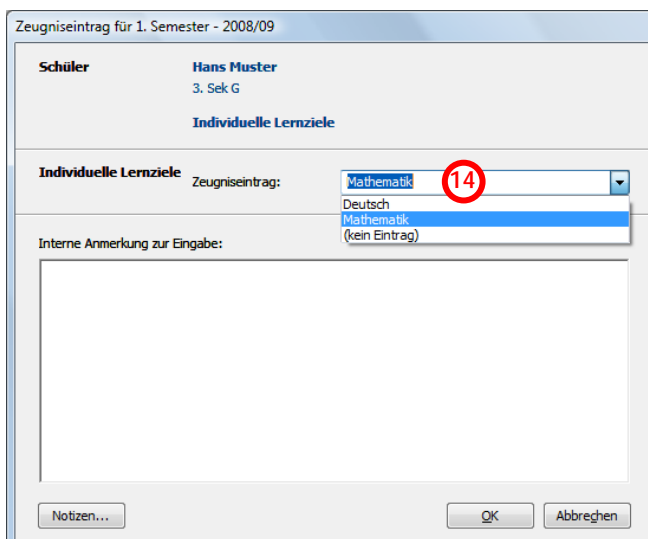 Zeugniseintrag für 1. Semester - 2008/09
Schüler Hans Muster
3. Sek G
Individuelle Lernziele
Individuelle Lernziele Zeugniseintrag: Mathematik 14
Deutsch
Mathematik
(kein Eintrag)
Interne Anmerkung zur Eingabe:
Notizen... OK Abbrechen